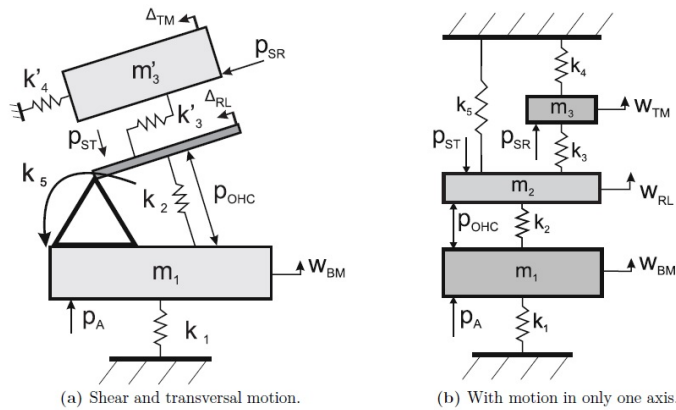 Δ_TM
p_SR
m'_3
k'_4
Δ_RL
k'_3
p_ST
k_5
k_2
p_OHC
m_1
w_BM
p_A
k_1
(a) Shear and transversal motion.
k_4
k_5
m_3
w_TM
p_ST
p_SR
k_3
m_2
w_RL
p_OHC
k_2
m_1
w_BM
p_A
k_1
(b) With motion in only one axis.